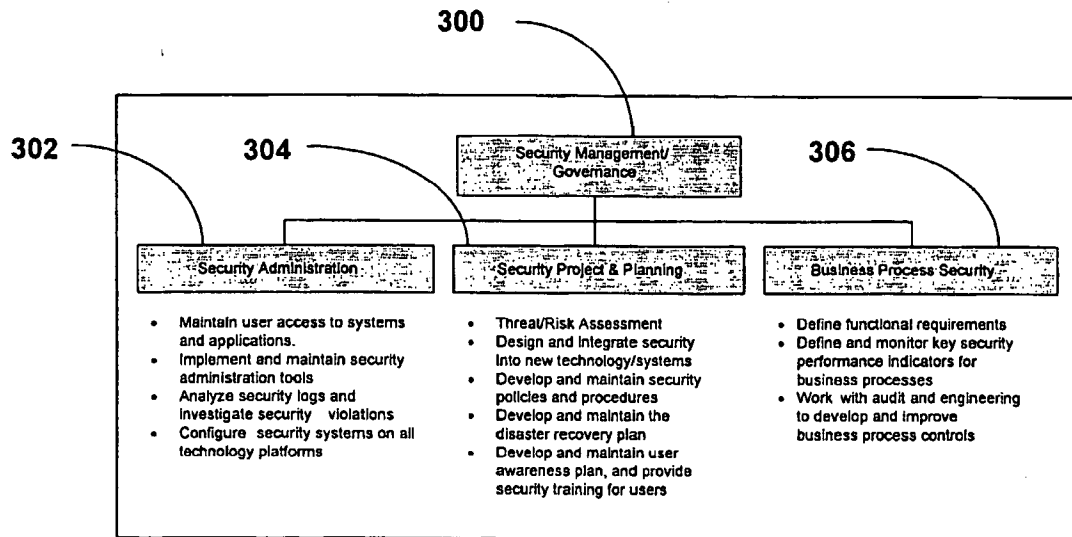 300
302
304
306
Security Management/
Governance
Security Administration
Security Project & Planning
Business Process Security
• Maintain user access to systems
and applications.
• Implement and maintain security
administration tools
• Analyze security logs and
investigate security violations
• Configure security systems on all
technology platforms
• Threat/Risk Assessment
• Design and integrate security
into new technology/systems
• Develop and maintain security
policies and procedures
• Develop and maintain the
disaster recovery plan
• Develop and maintain user
awareness plan, and provide
security training for users
• Define functional requirements
• Define and monitor key security
performance indicators for
business processes
• Work with audit and engineering
to develop and improve
business process controls